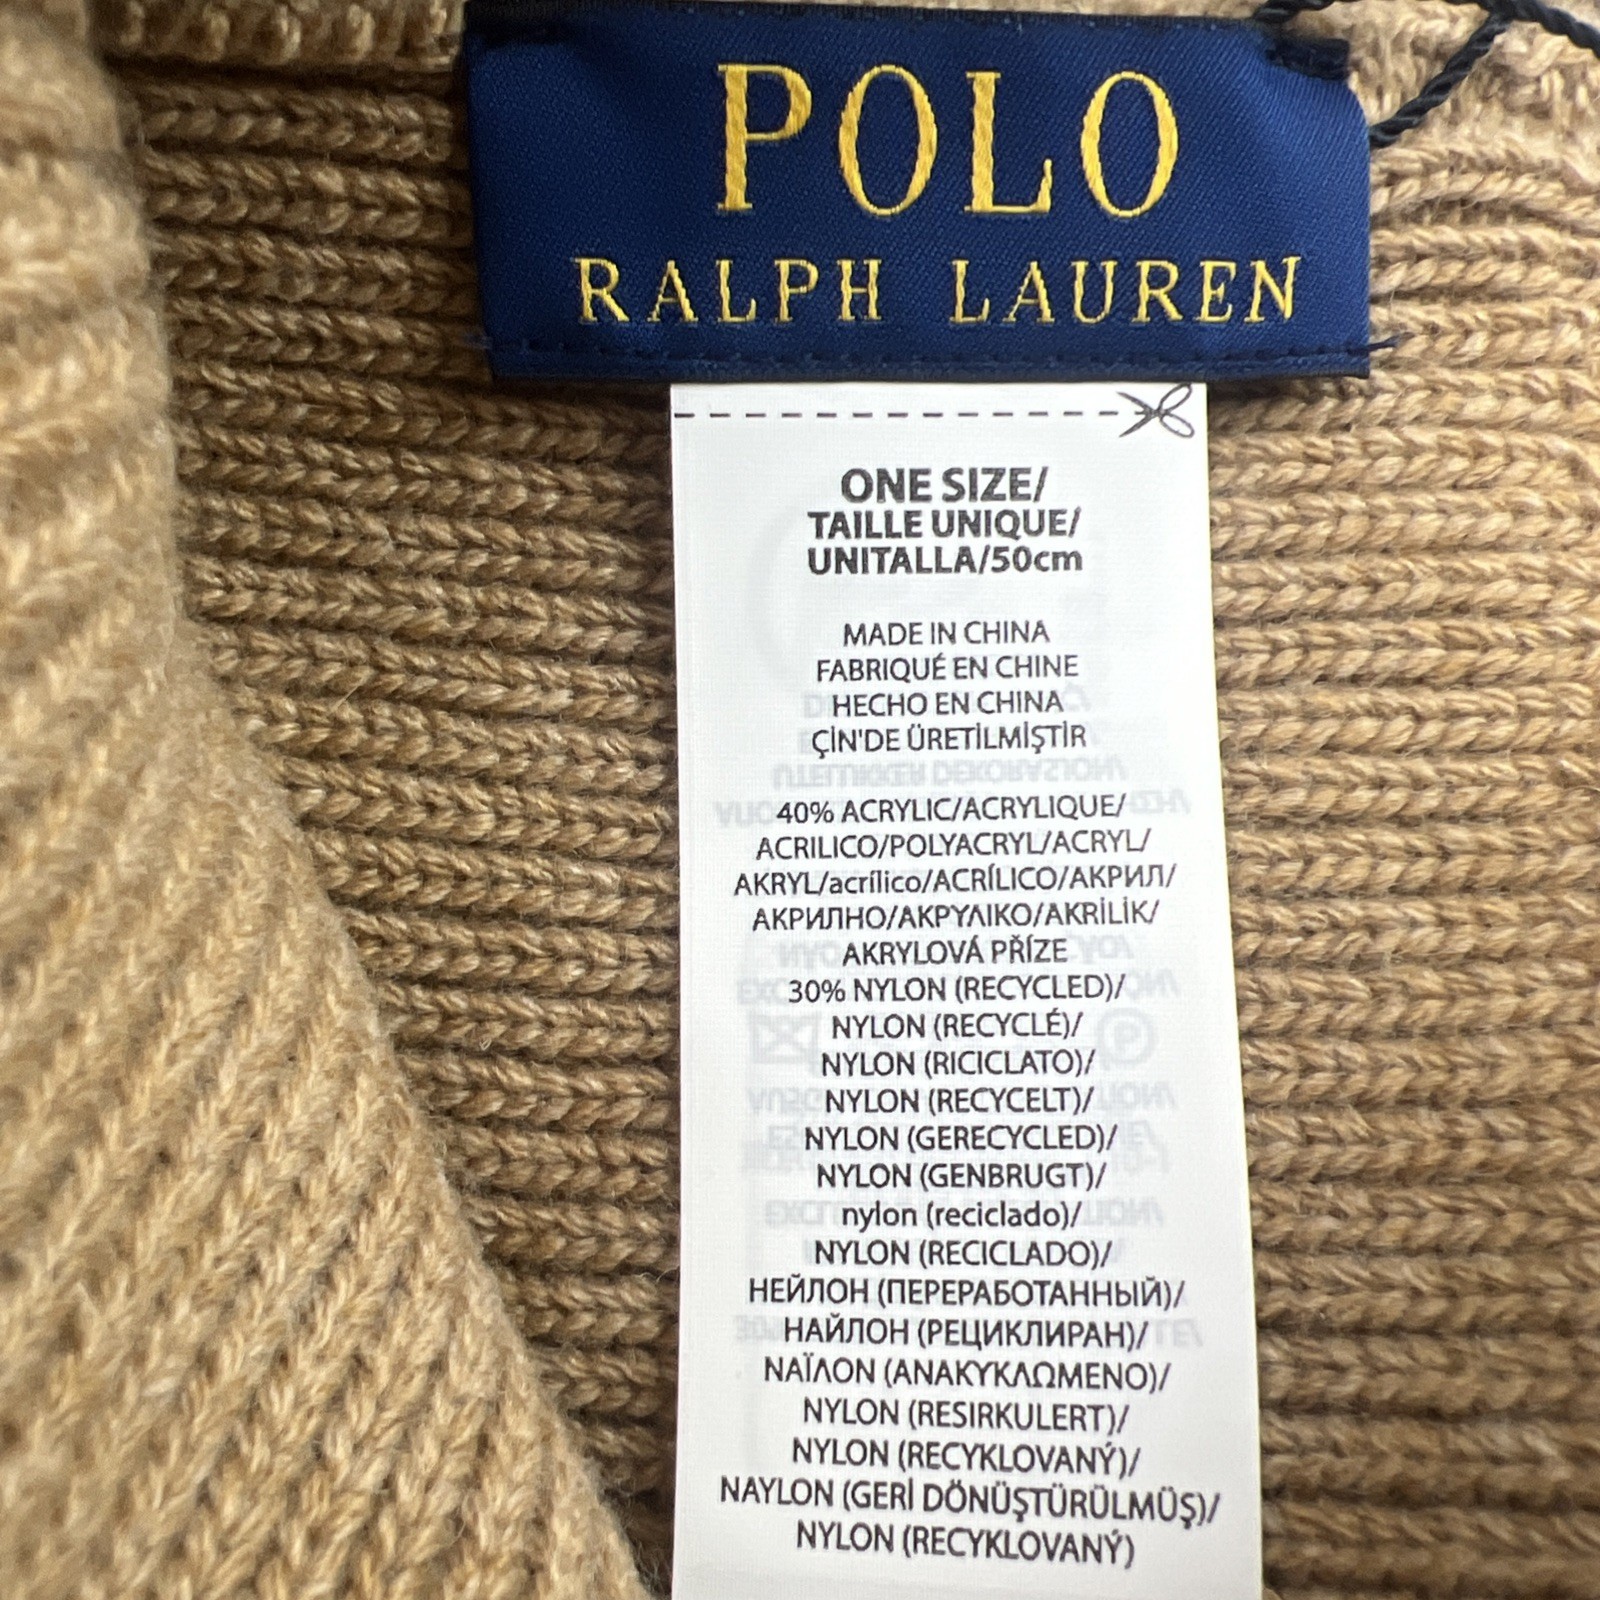 POLO
RALPH LAUREN
ONE SIZE/
TAILLE UNIQUE/
UNITALLA/50cm
MADE IN CHINA
FABRIQUÉ EN CHINE
HECHO EN CHINA
ÇİN'DE ÜRETİLMİŞTİR
40% ACRYLIC/ACRYLIQUE/
ACRILICO/POLYACRYL/ACRYL/
AKRYL/acrílico/ACRÍLICO/АКРИЛ/
АКРИЛНО/ΑΚΡΥΛΙΚΟ/AKRİLİK/
AKRYLOVÁ PŘÍZE
30% NYLON (RECYCLED)/
NYLON (RECYCLÉ)/
NYLON (RICICLATO)/
NYLON (RECYCELT)/
NYLON (GERECYCLED)/
NYLON (GENBRUGT)/
nylon (reciclado)/
NYLON (RECICLADO)/
НЕЙЛОН (ПЕРЕРАБОТАННЫЙ)/
НАЙЛОН (РЕЦИКЛИРАН)/
ΝΑΪΛΟΝ (ΑΝΑΚΥΚΛΩΜΕΝΟ)/
NYLON (RESIRKULERT)/
NYLON (RECYKLOVANÝ)/
NAYLON (GERİ DÖNÜŞTÜRÜLMÜŞ)/
NYLON (RECYKLOVANÝ)